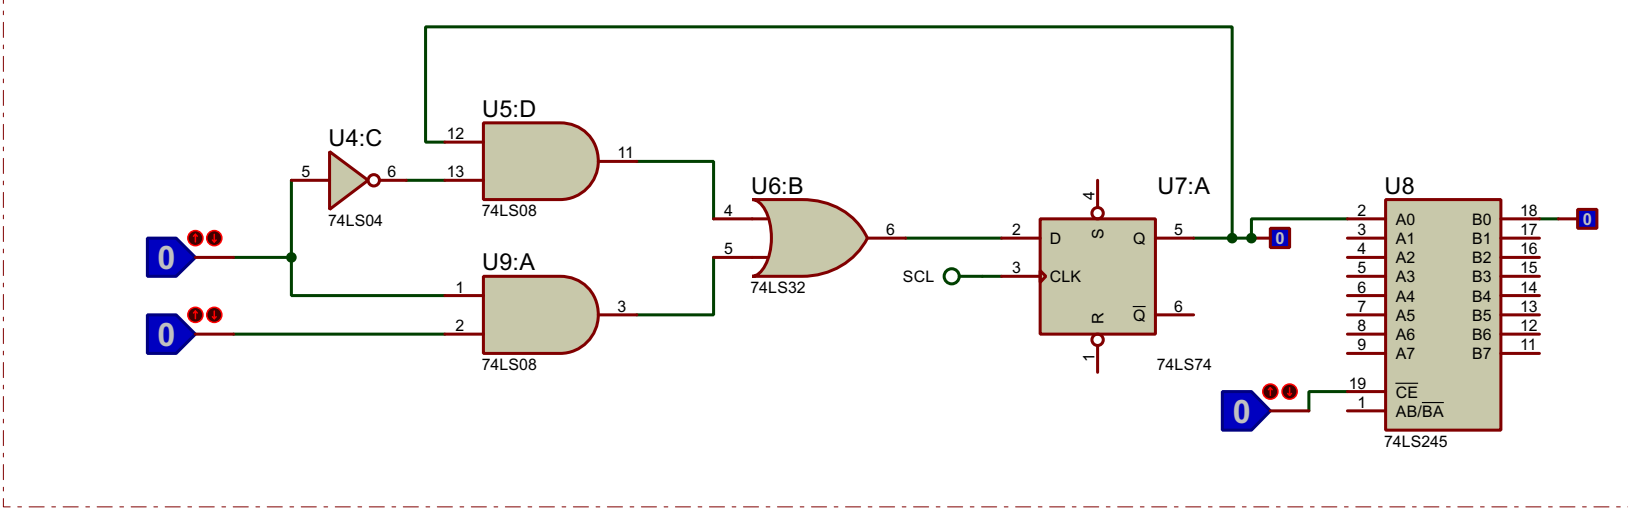 U4:C
5
6
74LS04
U5:D
12
13
11
74LS08
0
0
U9:A
1
2
3
74LS08
U6:B
4
5
6
74LS32
SCL
U7:A
4
2
D
S
Q
5
3
CLK
R
Q
6
1
74LS74
0
U8
2
A0
B0
18
3
A1
B1
17
4
A2
B2
16
5
A3
B3
15
6
A4
B4
14
7
A5
B5
13
8
A6
B6
12
9
A7
B7
11
19
CE
1
AB/BA
74LS245
0
0